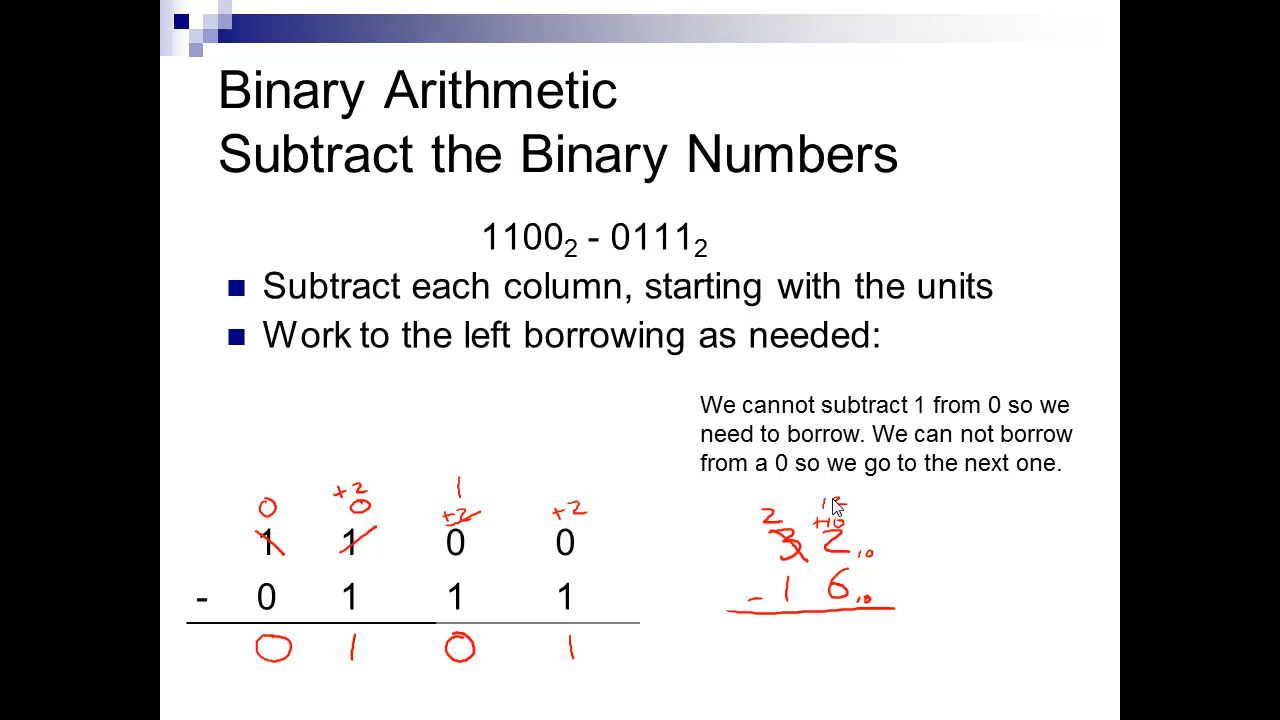 Binary Arithmetic
Subtract the Binary Numbers
1100₂ - 0111₂
■ Subtract each column, starting with the units
■ Work to the left borrowing as needed:
We cannot subtract 1 from 0 so we
need to borrow. We can not borrow
from a 0 so we go to the next one.
+2 1
0 0 +2 +2
1 1 0 0
- 0 1 1 1
0 1 0 1
12
2 +10
3 2₁₀
- 1 6₁₀